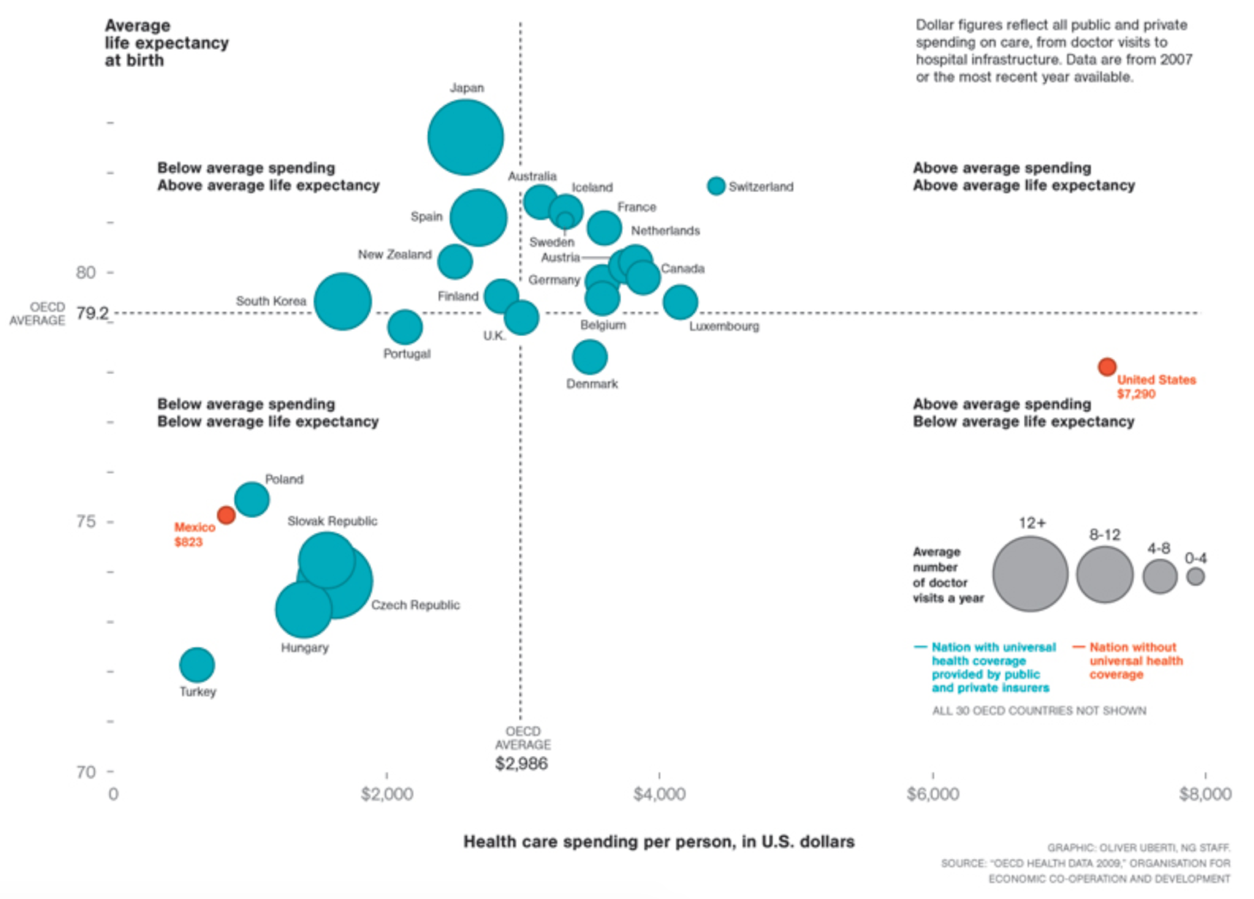 Average
life expectancy
at birth
Dollar figures reflect all public and private
spending on care, from doctor visits to
hospital infrastructure. Data are from 2007
or the most recent year available.
Japan
Below average spending
Above average life expectancy
Above average spending
Above average life expectancy
Australia
Iceland
Switzerland
Spain
France
Sweden
Netherlands
New Zealand
Austria
80
Germany
Canada
South Korea
Finland
OECD
AVERAGE
79.2
U.K.
Belgium
Luxembourg
Portugal
Denmark
United States
$7,290
Below average spending
Below average life expectancy
Above average spending
Below average life expectancy
Poland
75
Mexico
$823
Slovak Republic
Czech Republic
Hungary
Turkey
Average
number
of doctor
visits a year
12+
8-12
4-8
0-4
Nation with universal
health coverage
provided by public
and private insurers
Nation without
universal health
coverage
ALL 30 OECD COUNTRIES NOT SHOWN
OECD
AVERAGE
$2,986
70
0
$2,000
$4,000
$6,000
$8,000
Health care spending per person, in U.S. dollars
GRAPHIC: OLIVER UBERTI, NG STAFF.
SOURCE: "OECD HEALTH DATA 2009," ORGANISATION FOR
ECONOMIC CO-OPERATION AND DEVELOPMENT